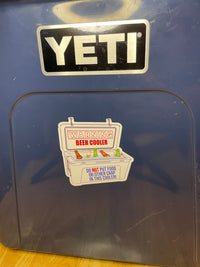 YETI
WARNING
BEER COOLER
DO NOT PUT FOOD
OR OTHER CRAP
IN THIS COOLER!